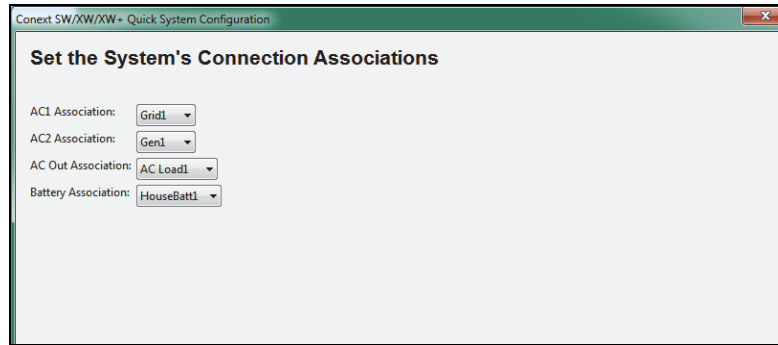 Conext SW/XW/XW+ Quick System Configuration
Set the System's Connection Associations
AC1 Association: Grid1
AC2 Association: Gen1
AC Out Association: AC Load1
Battery Association: HouseBatt1